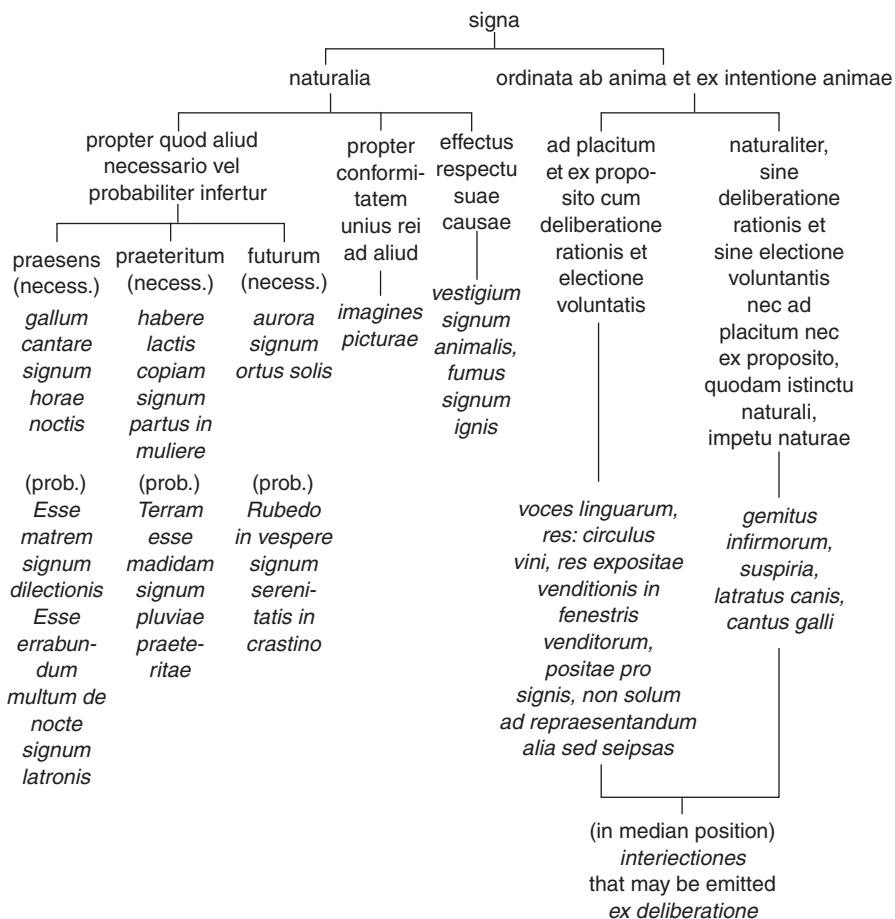 signa
naturalia
ordinata ab anima et ex intentione animae
propter quod aliud
necessario vel
probabiliter infertur
praesens
(necess.)
gallum
cantare
signum
horae
noctis
(prob.)
Esse
matrem
signum
dilectionis
Esse
errabun-
dum
multum de
nocte
signum
latronis
praeteritum
(necess.)
habere
lactis
copiam
signum
partus in
muliere
(prob.)
Terram
esse
madidam
signum
pluviae
praete-
ritae
futurum
(necess.)
aurora
signum
ortus solis
(prob.)
Rubedo
in vespere
signum
sereni-
tatis in
crastino
propter
conformi-
tatem
unius rei
ad aliud
imagines
picturae
effectus
respectu
suae
causae
vestigium
signum
animalis,
fumus
signum
ignis
ad placitum
et ex propo-
sito cum
deliberatione
rationis et
electione
voluntatis
voces linguarum,
res: circulus
vini, res expositae
venditionis in
fenestris
venditorum,
positae pro
signis, non solum
ad repraesentandum
alia sed seipsas
naturaliter,
sine
deliberatione
rationis et
sine electione
voluntantis
nec ad
placitum nec
ex proposito,
quodam istinctu
naturali,
impetu naturae
gemitus
infirmorum,
suspiria,
latratus canis,
cantus galli
(in median position)
interiectiones
that may be emitted
ex deliberatione